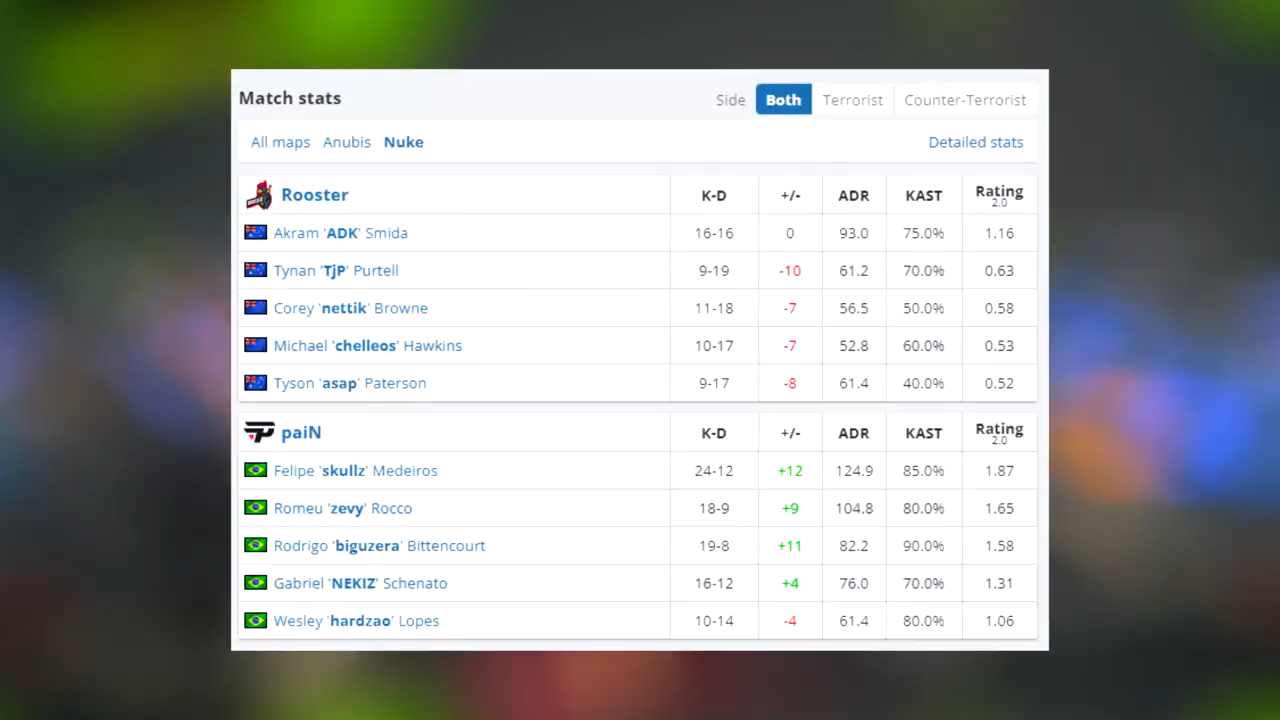 Match stats Side Both Terrorist Counter-Terrorist
All maps Anubis Nuke Detailed stats
Rooster K-D +/- ADR KAST Rating 2.0
Akram 'ADK' Smida 16-16 0 93.0 75.0% 1.16
Tynan 'TjP' Purtell 9-19 -10 61.2 70.0% 0.63
Corey 'nettik' Browne 11-18 -7 56.5 50.0% 0.58
Michael 'chelleos' Hawkins 10-17 -7 52.8 60.0% 0.53
Tyson 'asap' Paterson 9-17 -8 61.4 40.0% 0.52
paiN K-D +/- ADR KAST Rating 2.0
Felipe 'skullz' Medeiros 24-12 +12 124.9 85.0% 1.87
Romeu 'zevy' Rocco 18-9 +9 104.8 80.0% 1.65
Rodrigo 'biguzera' Bittencourt 19-8 +11 82.2 90.0% 1.58
Gabriel 'NEKIZ' Schenato 16-12 +4 76.0 70.0% 1.31
Wesley 'hardzao' Lopes 10-14 -4 61.4 80.0% 1.06